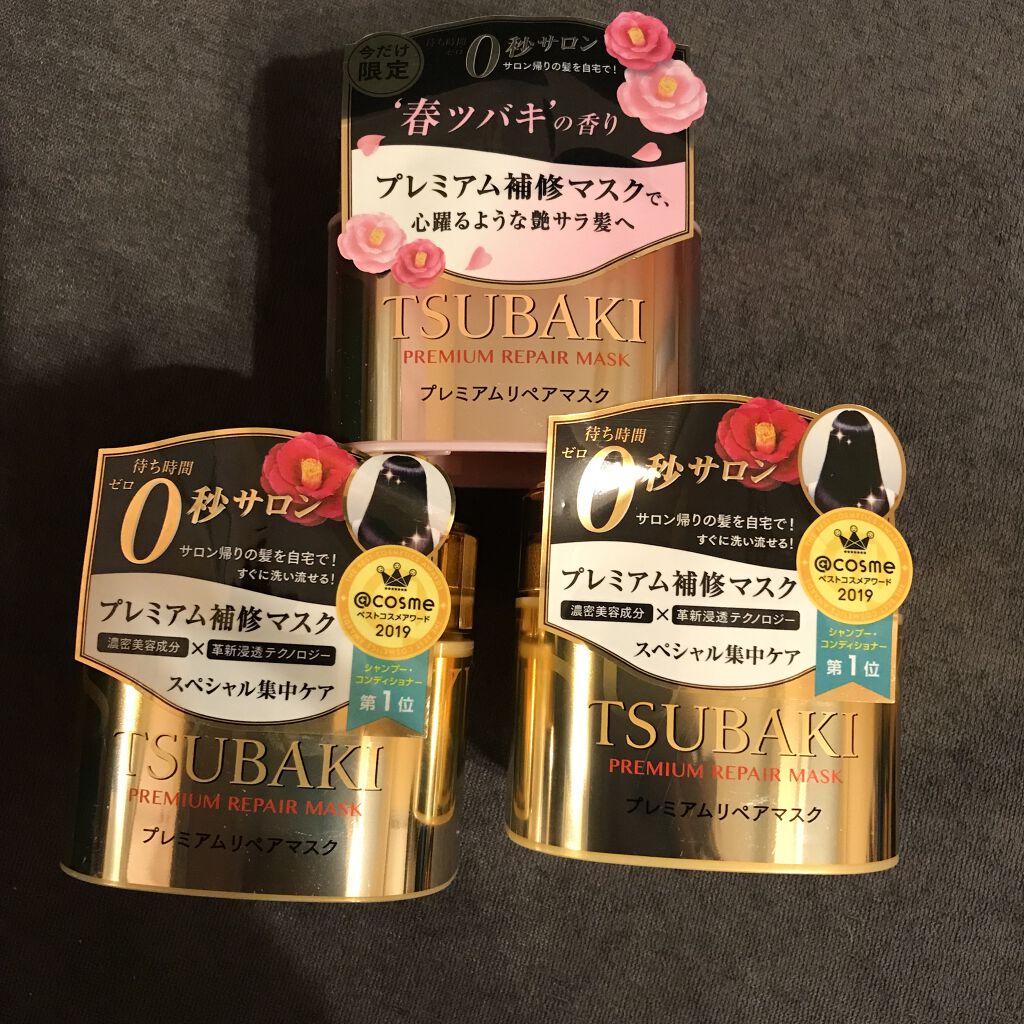 今だけ
限定
待ち時間
ゼロ
0秒サロン
サロン帰りの髪を自宅で!
‘春ツバキ’の香り
プレミアム補修マスクで、
心躍るような艶サラ髪へ
TSUBAKI
PREMIUM REPAIR MASK
プレミアムリペアマスク
待ち時間
ゼロ
0秒サロン
サロン帰りの髪を自宅で!
すぐに洗い流せる!
プレミアム補修マスク
濃密美容成分×革新浸透テクノロジー
スペシャル集中ケア
@cosme
ベストコスメアワード
2019
シャンプー・
コンディショナー
第1位
TSUBAKI
PREMIUM REPAIR MASK
プレミアムリペアマスク
待ち時間
ゼロ
0秒サロン
サロン帰りの髪を自宅で!
すぐに洗い流せる!
プレミアム補修マスク
濃密美容成分×革新浸透テクノロジー
スペシャル集中ケア
@cosme
ベストコスメアワード
2019
シャンプー・
コンディショナー
第1位
TSUBAKI
PREMIUM REPAIR MASK
プレミアムリペアマスク